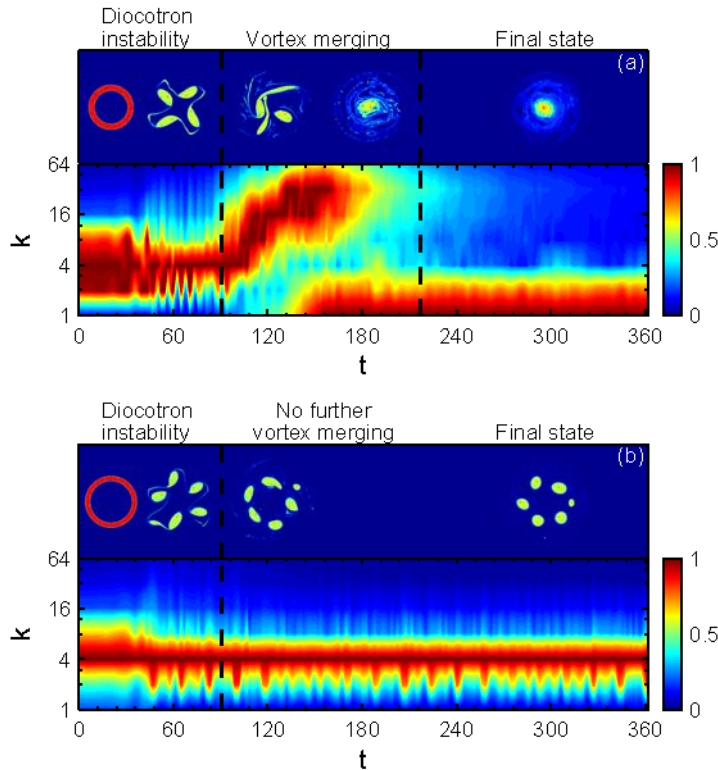 Diocotron instability
Vortex merging
Final state
(a)
64
16
4
1
k
0
60
120
180
240
300
360
t
1
0.5
0
Diocotron instability
No further vortex merging
Final state
(b)
64
16
4
1
k
0
60
120
180
240
300
360
t
1
0.5
0